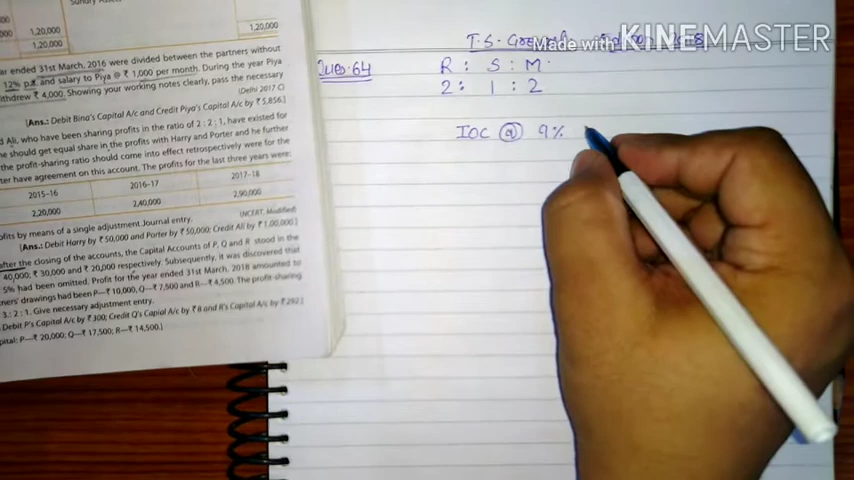 Sundry Assets
1,20,000
1,20,000
1,20,000
ar ended 31st March, 2016 were divided between the partners without
12% p.a. and salary to Piya @ ₹ 1,000 per month. During the year Piya
thdrew ₹ 4,000. Showing your working notes clearly, pass the necessary
(Delhi 2017 C)
[Ans.: Debit Bina's Capital A/c and Credit Piya's Capital A/c by ₹ 5,856.]
d Ali, who have been sharing profits in the ratio of 2 : 2 : 1, have existed for
he should get equal share in the profits with Harry and Porter and he further
the profit-sharing ratio should come into effect retrospectively were for the
ter have agreement on this account. The profits for the last three years were:
2015-16 2016-17 2017-18
2,20,000 2,40,000 2,90,000
ofits by means of a single adjustment Journal entry.
(NCERT, Modified)
[Ans.: Debit Harry by ₹ 50,000 and Porter by ₹ 50,000; Credit Ali by ₹ 1,00,000.]
after the closing of the accounts, the Capital Accounts of P, Q and R stood in the
40,000; ₹ 30,000 and ₹ 20,000 respectively. Subsequently, it was discovered that
5% had been omitted. Profit for the year ended 31st March, 2018 amounted to
tners' drawings had been P—₹ 10,000, Q—₹ 7,500 and R—₹ 4,500. The profit-sharing
3 : 2 : 1. Give necessary adjustment entry.
Debit P's Capital A/c by ₹ 300; Credit Q's Capital A/c by ₹ 8 and R's Capital A/c by ₹ 292.]
pital: P—₹ 20,000; Q—₹ 17,500; R—₹ 14,500.]
T.S. Grewal
Made with KINEMASTER
Ques. 64
R : S : M
2 : 1 : 2
IOC @ 9%